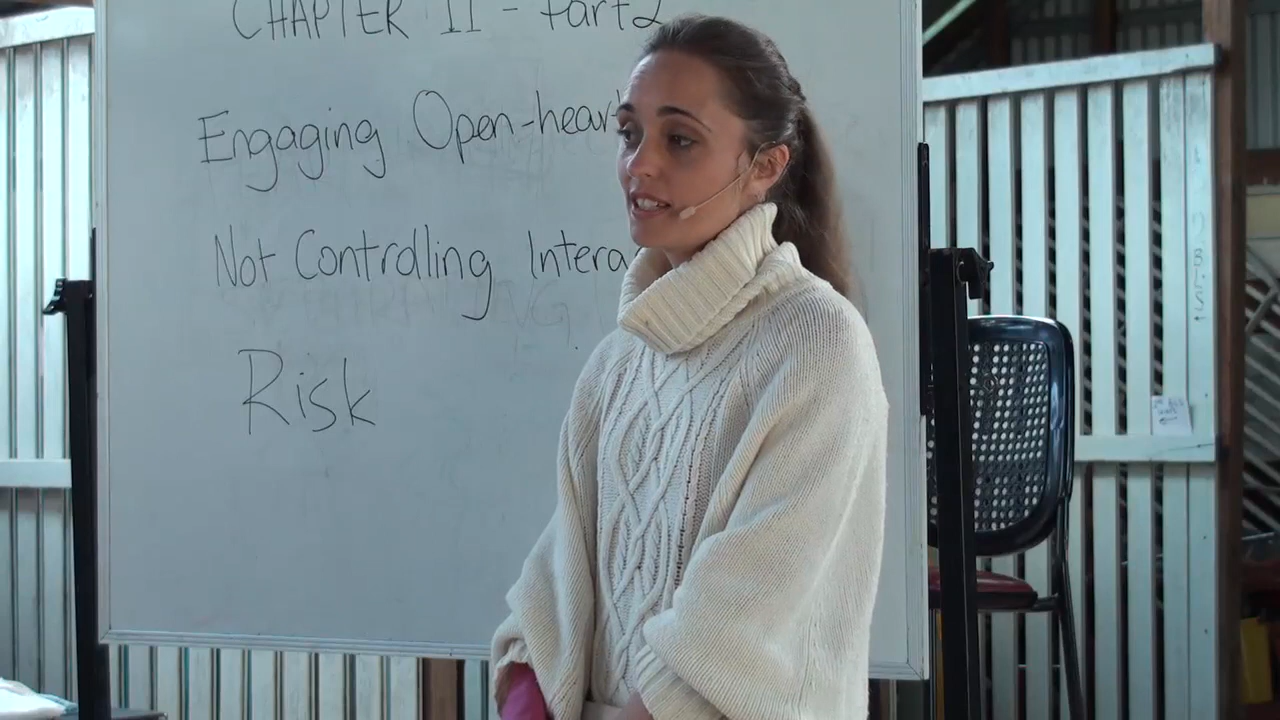 CHAPTER II - Part 2
Engaging Open-heart
Not Controlling Intera
Risk